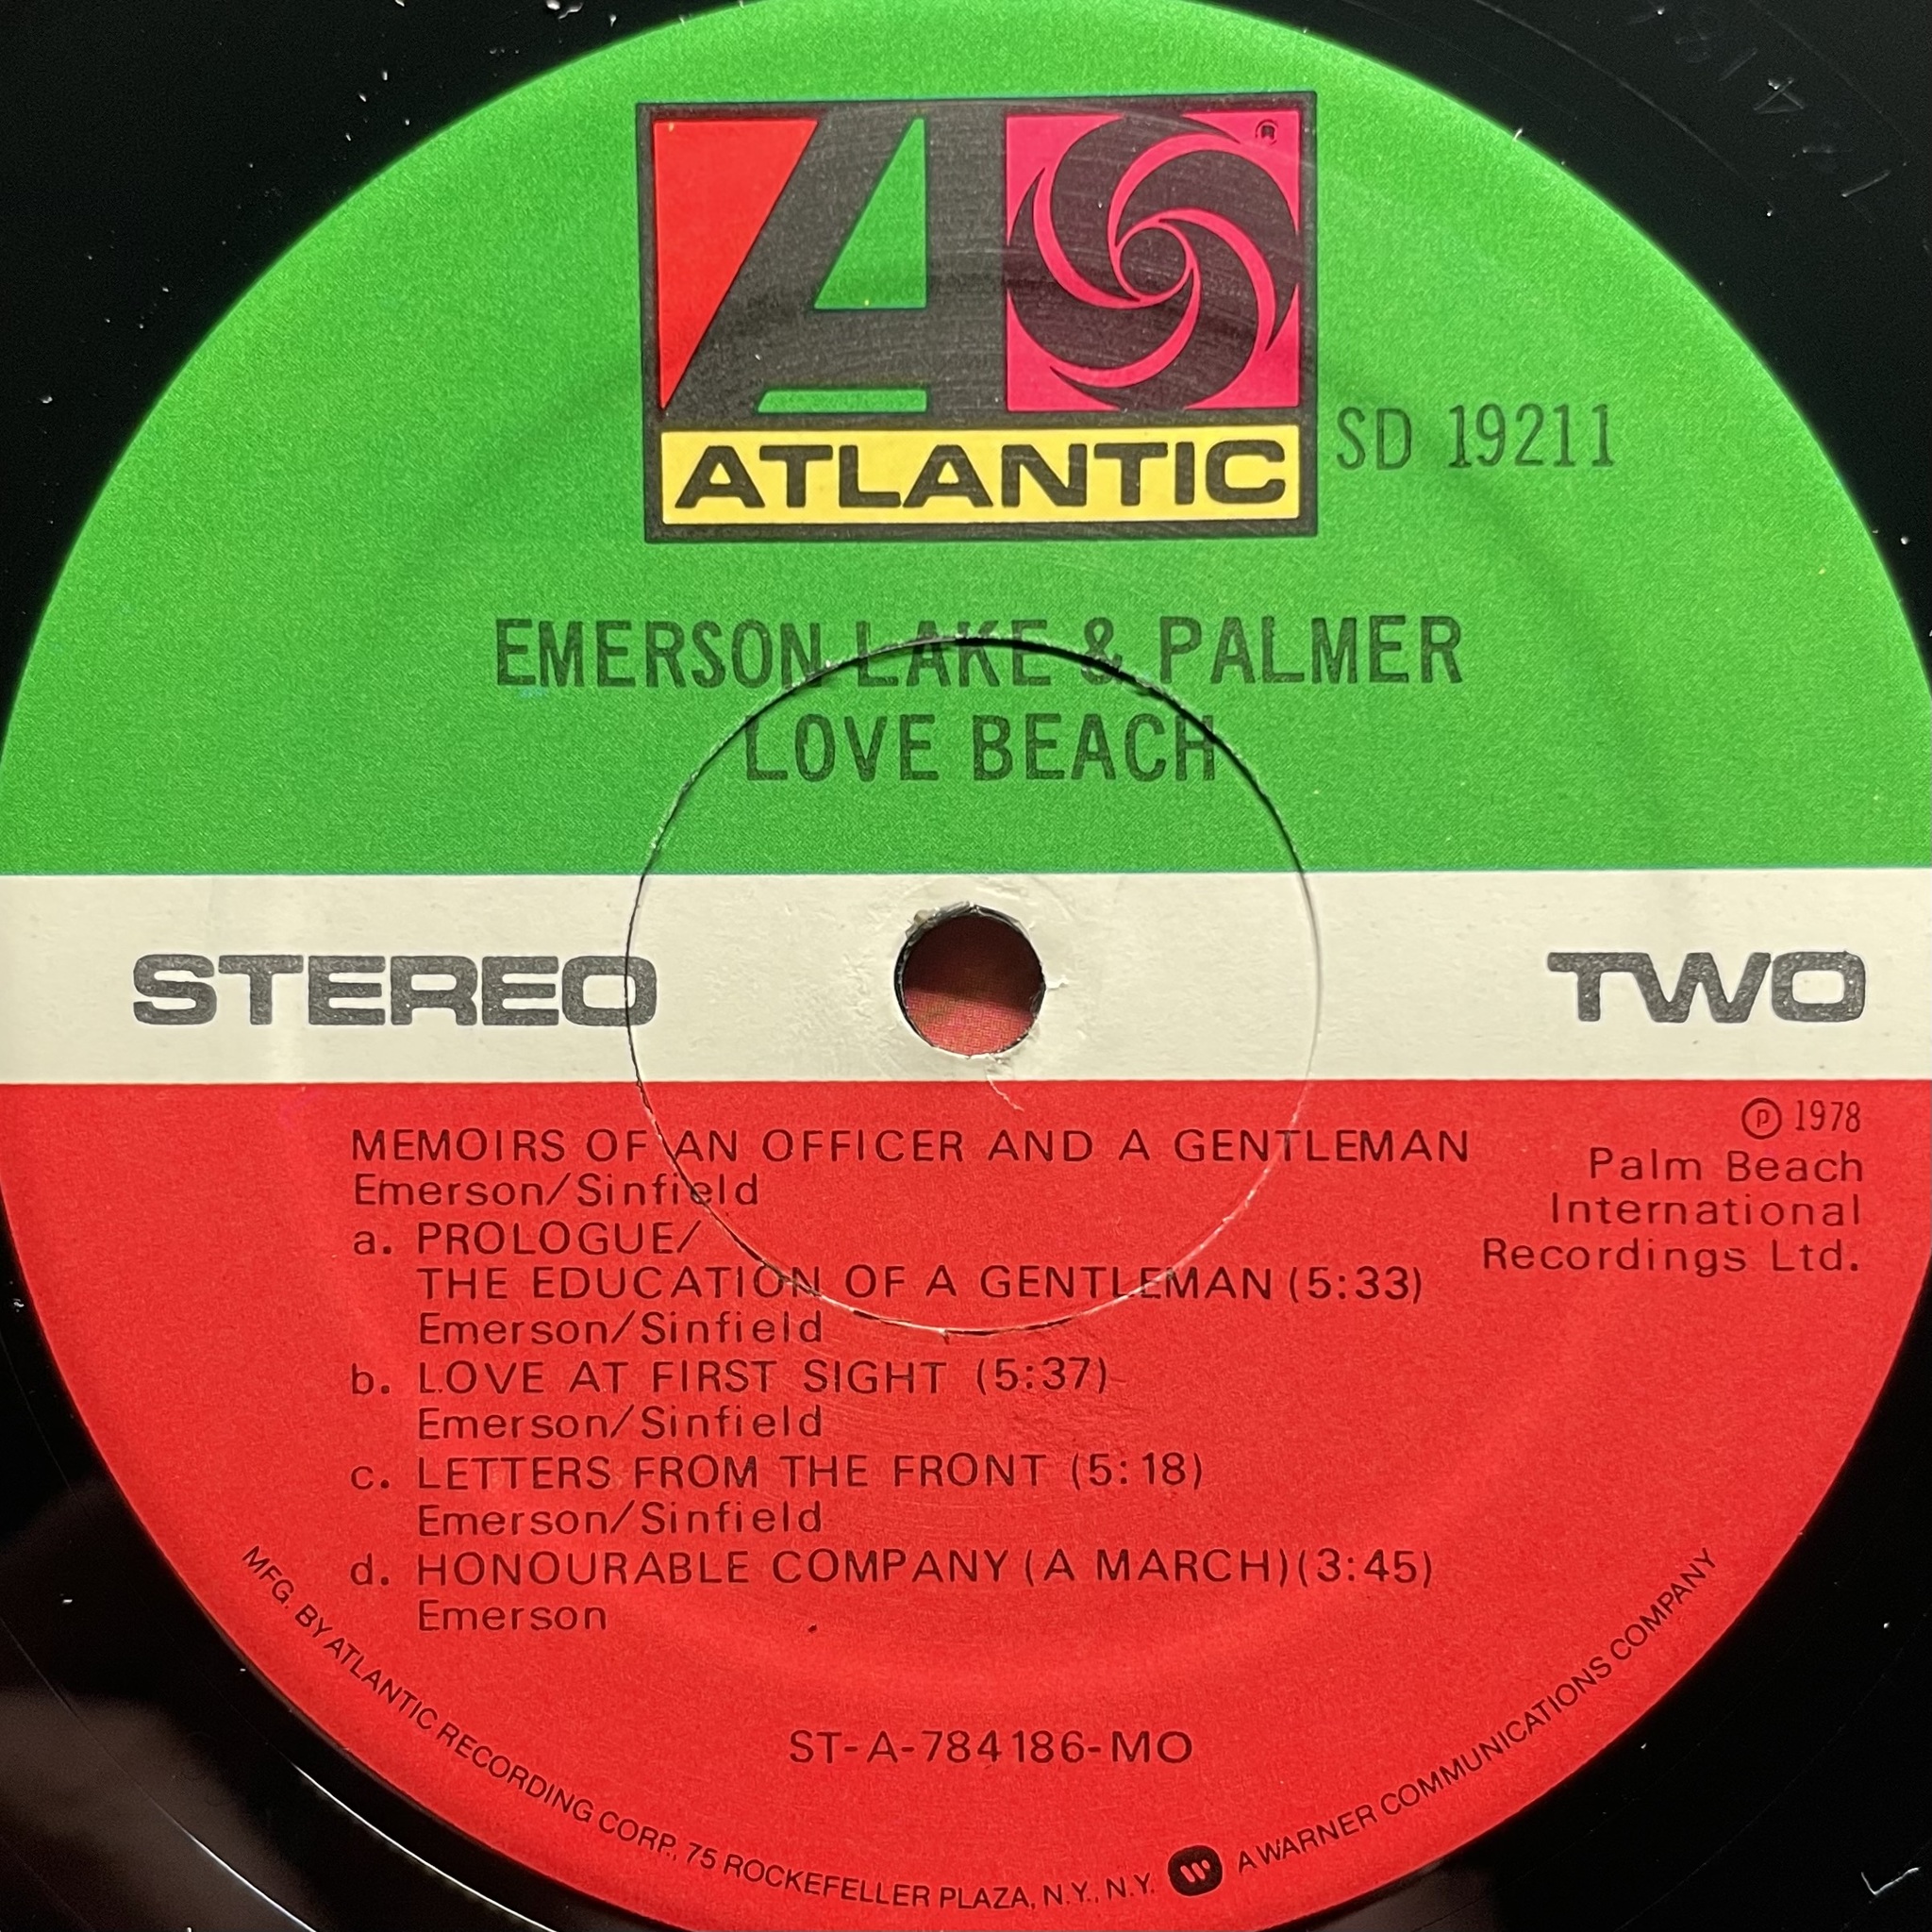 ATLANTIC
®
SD 19211
EMERSON LAKE & PALMER
LOVE BEACH
STEREO
TWO
MEMOIRS OF AN OFFICER AND A GENTLEMAN
Emerson/Sinfield
a. PROLOGUE/
THE EDUCATION OF A GENTLEMAN (5:33)
Emerson/Sinfield
b. LOVE AT FIRST SIGHT (5:37)
Emerson/Sinfield
c. LETTERS FROM THE FRONT (5:18)
Emerson/Sinfield
d. HONOURABLE COMPANY (A MARCH) (3:45)
Emerson
℗ 1978
Palm Beach
International
Recordings Ltd.
ST-A-784186-MO
MFG. BY ATLANTIC RECORDING CORP., 75 ROCKEFELLER PLAZA, N.Y., N.Y. A WARNER COMMUNICATIONS COMPANY